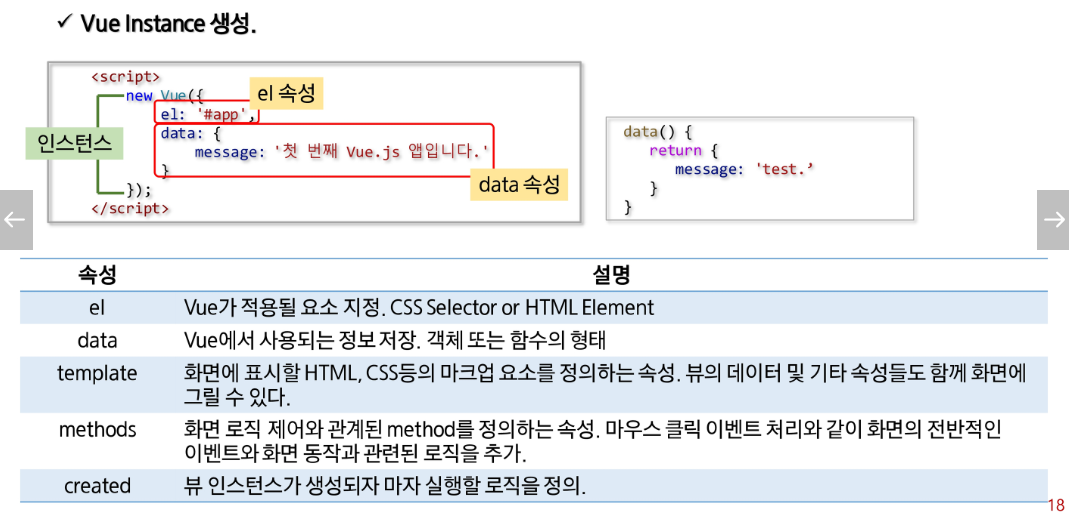 ✓ Vue Instance 생성.
<script>
new Vue({
el 속성
el: '#app',
data: {
인스턴스
message: '첫 번째 Vue.js 앱입니다.'
}
data 속성
});
</script>
data() {
return {
message: 'test.’
}
}
속성 설명
el Vue가 적용될 요소 지정. CSS Selector or HTML Element
data Vue에서 사용되는 정보 저장. 객체 또는 함수의 형태
template 화면에 표시할 HTML, CSS등의 마크업 요소를 정의하는 속성. 뷰의 데이터 및 기타 속성들도 함께 화면에
그릴 수 있다.
methods 화면 로직 제어와 관계된 method를 정의하는 속성. 마우스 클릭 이벤트 처리와 같이 화면의 전반적인
이벤트와 화면 동작과 관련된 로직을 추가.
created 뷰 인스턴스가 생성되자 마자 실행할 로직을 정의.
18